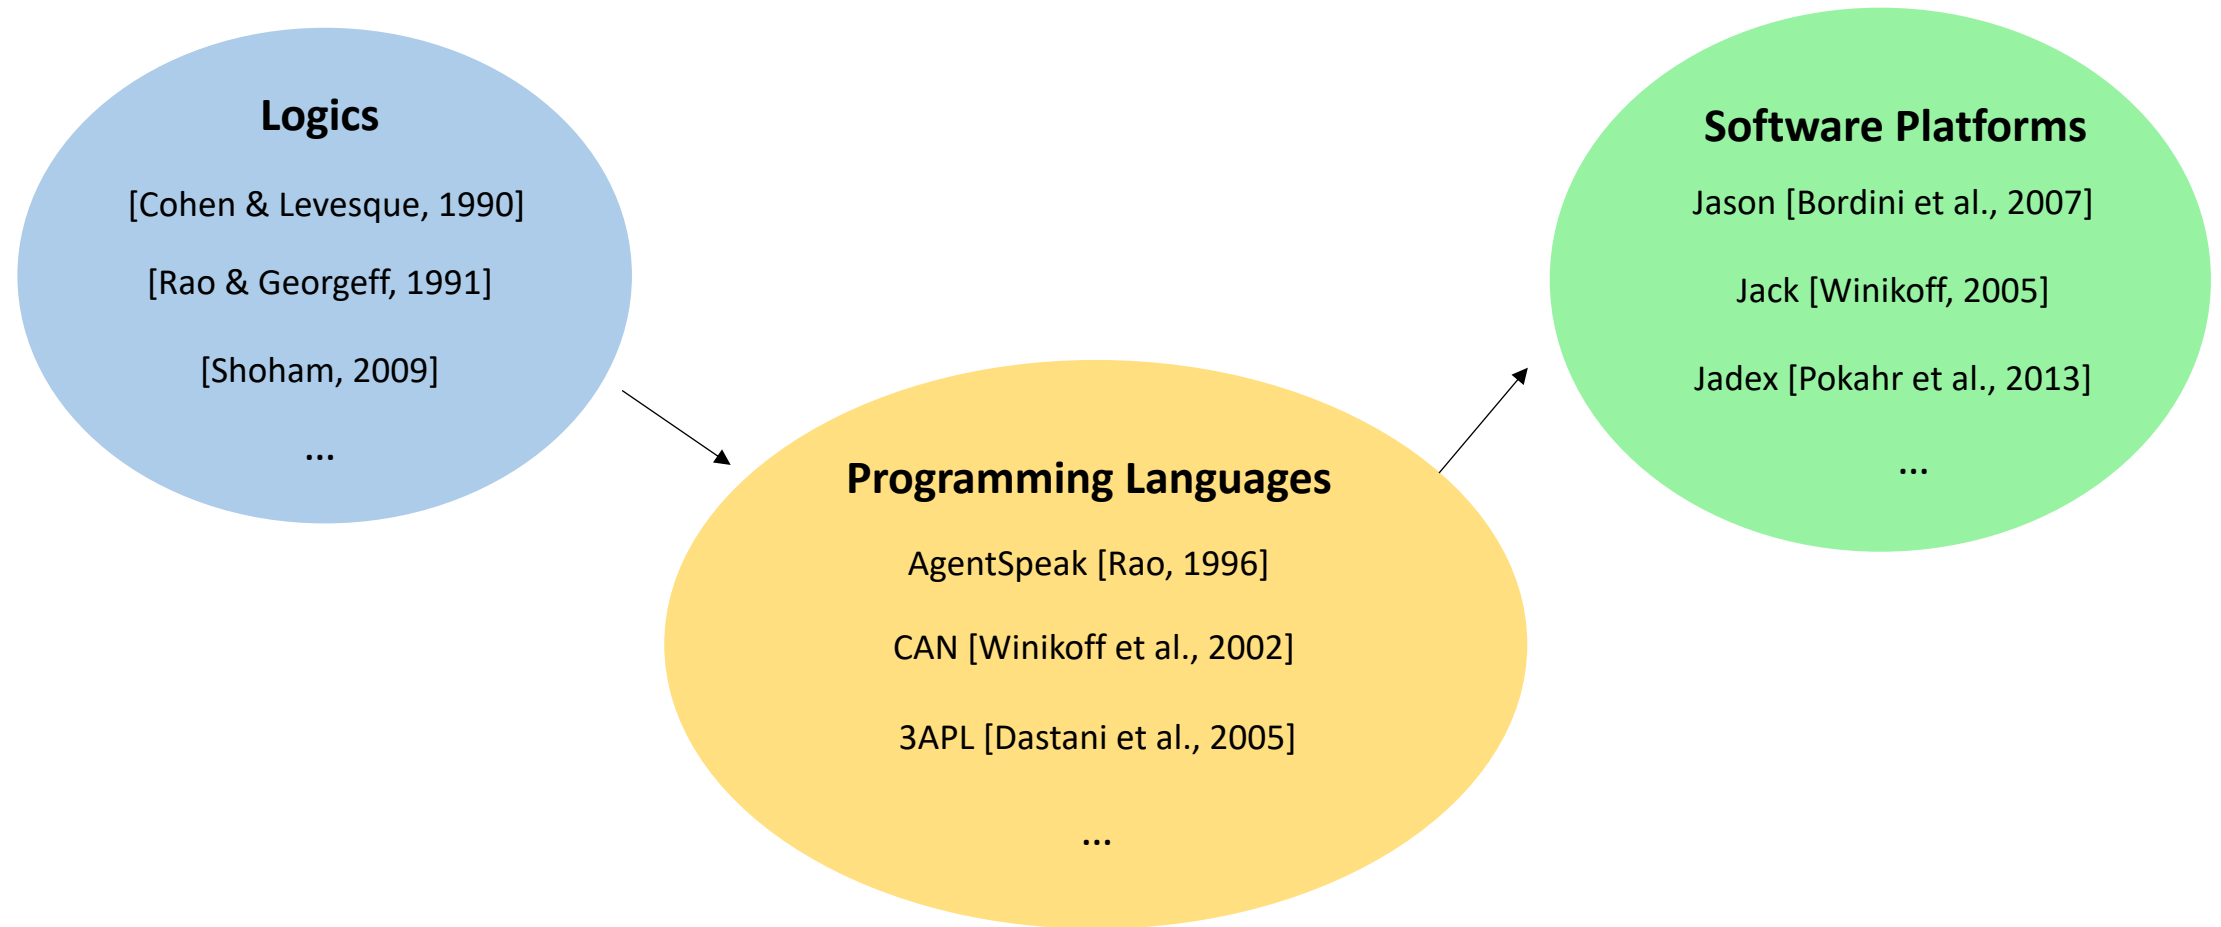 Logics
[Cohen & Levesque, 1990]
[Rao & Georgeff, 1991]
[Shoham, 2009]
...
Programming Languages
AgentSpeak [Rao, 1996]
CAN [Winikoff et al., 2002]
3APL [Dastani et al., 2005]
...
Software Platforms
Jason [Bordini et al., 2007]
Jack [Winikoff, 2005]
Jadex [Pokahr et al., 2013]
...